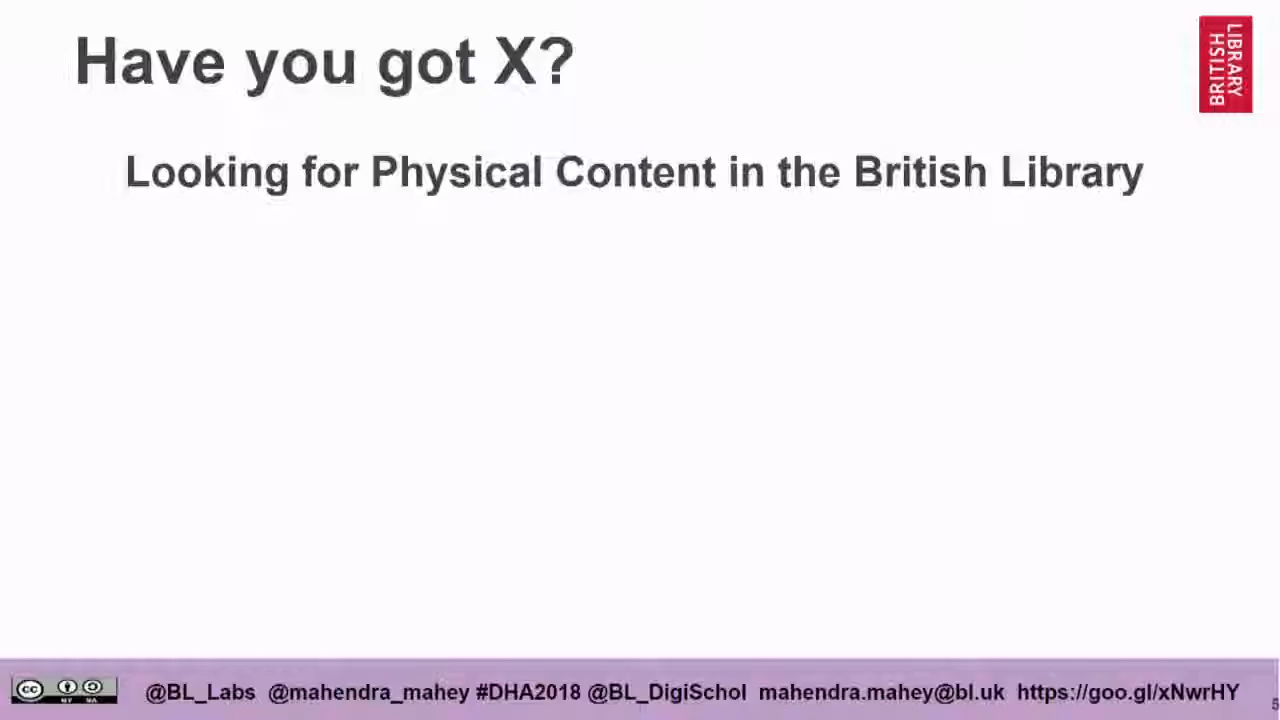 Have you got X?
LIBRARY
BRITISH
Looking for Physical Content in the British Library
cc
@BL_Labs @mahendra_mahey #DHA2018 @BL_DigiSchol mahendra.mahey@bl.uk https://goo.gl/xNwrHY